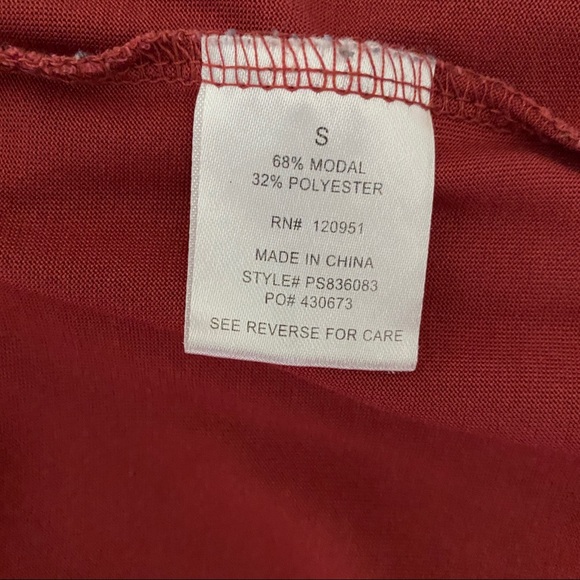 S
68% MODAL
32% POLYESTER
RN# 120951
MADE IN CHINA
STYLE# PS836083
PO# 430673
SEE REVERSE FOR CARE